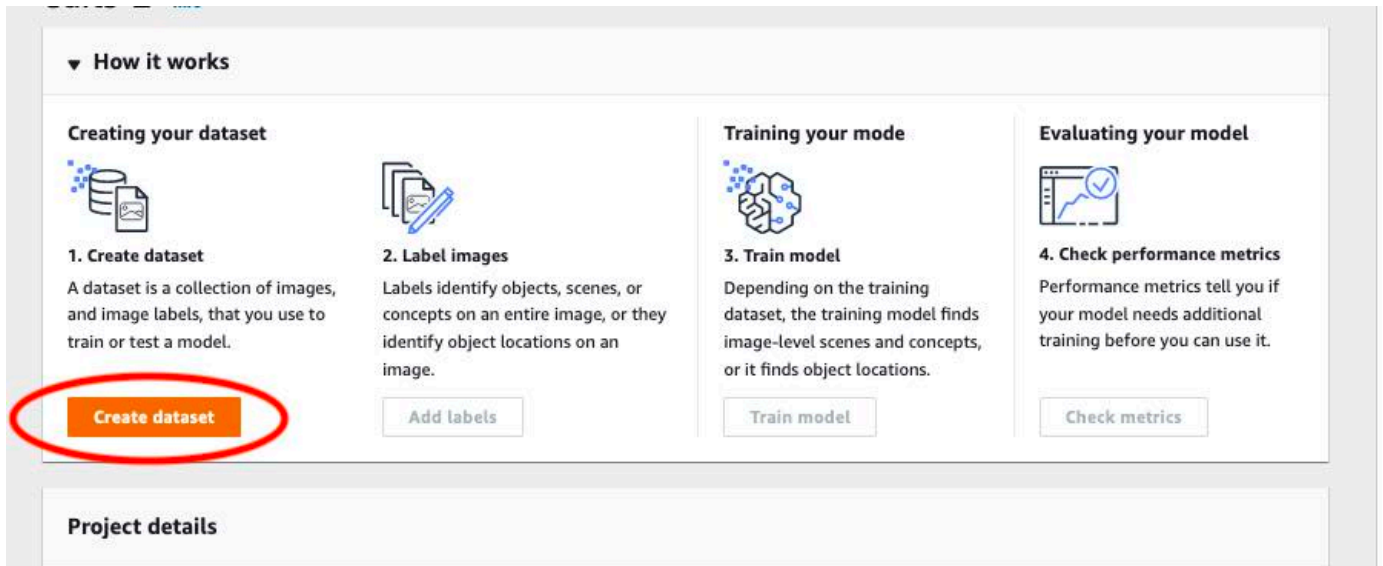 How it works
Creating your dataset
1. Create dataset
A dataset is a collection of images,
and image labels, that you use to
train or test a model.
Create dataset
2. Label images
Labels identify objects, scenes, or
concepts on an entire image, or they
identify object locations on an
image.
Add labels
Training your mode
3. Train model
Depending on the training
dataset, the training model finds
image-level scenes and concepts,
or it finds object locations.
Train model
Evaluating your model
4. Check performance metrics
Performance metrics tell you if
your model needs additional
training before you can use it.
Check metrics
Project details